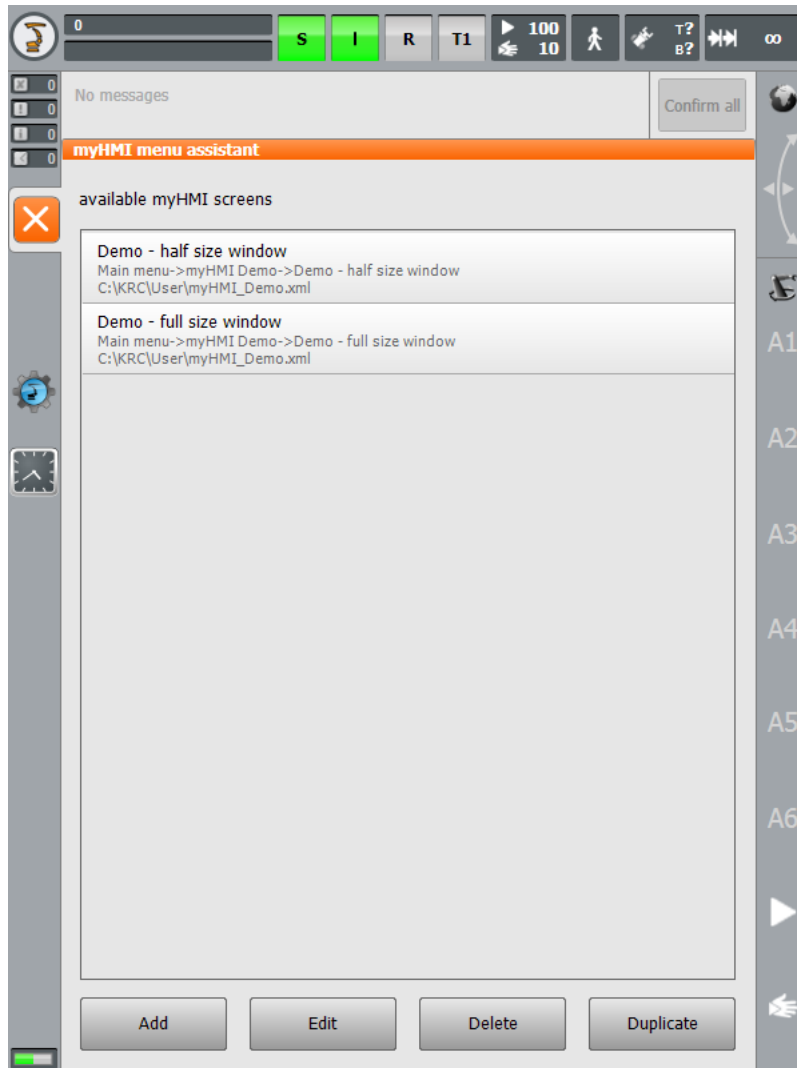 0
S I R T1 100 10 T? B? ∞
0
0
0
0
No messages
Confirm all
myHMI menu assistant
available myHMI screens
Demo - half size window
Main menu->myHMI Demo->Demo - half size window
C:\KRC\User\myHMI_Demo.xml
Demo - full size window
Main menu->myHMI Demo->Demo - full size window
C:\KRC\User\myHMI_Demo.xml
A1
A2
A3
A4
A5
A6
Add Edit Delete Duplicate